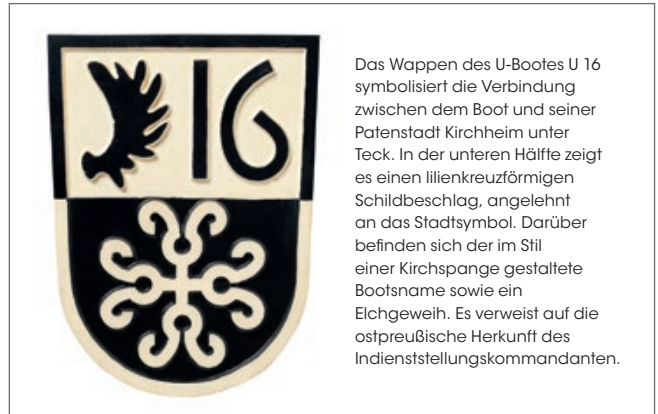 16
Das Wappen des U-Bootes U 16
symbolisiert die Verbindung
zwischen dem Boot und seiner
Patenstadt Kirchheim unter
Teck. In der unteren Hälfte zeigt
es einen lilienkreuzförmigen
Schildbeschlag, angelehnt
an das Stadtsymbol. Darüber
befinden sich der im Stil
einer Kirchspange gestaltete
Bootsname sowie ein
Elchgeweih. Es verweist auf die
ostpreußische Herkunft des
Indienststellungskommandanten.